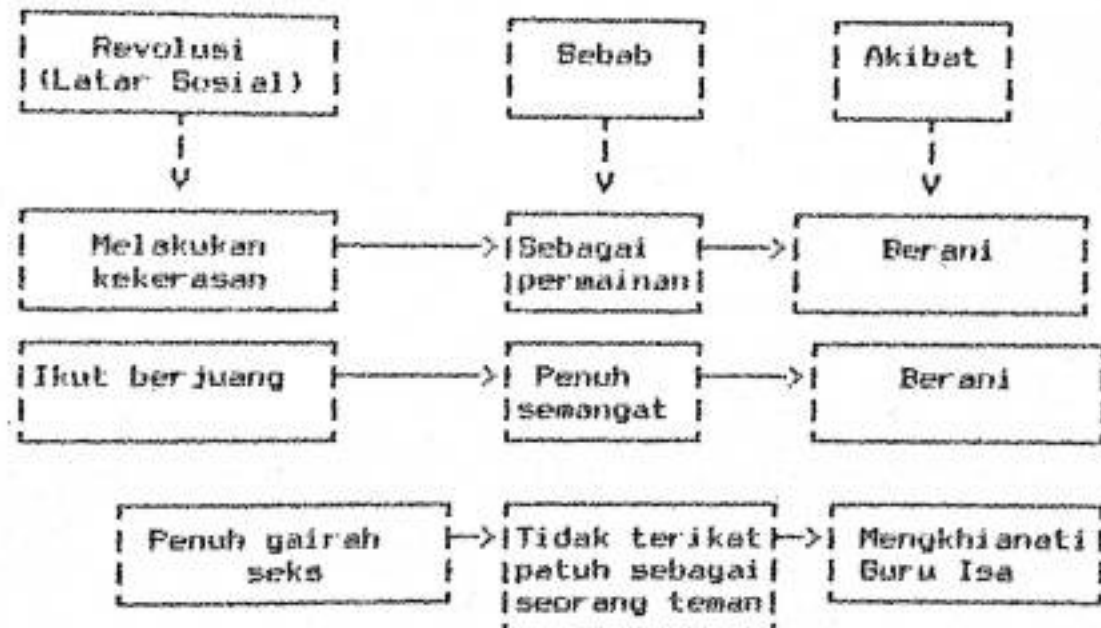 Revolusi
(Latar Sosial)
Sebab
Akibat
Melakukan
kekerasan
Sebagai
permainan
Berani
Ikut berjuang
Penuh
semangat
Berani
Penuh gairah
seks
Tidak terikat
patuh sebagai
seorang teman
Mengkhianati
Guru Isa